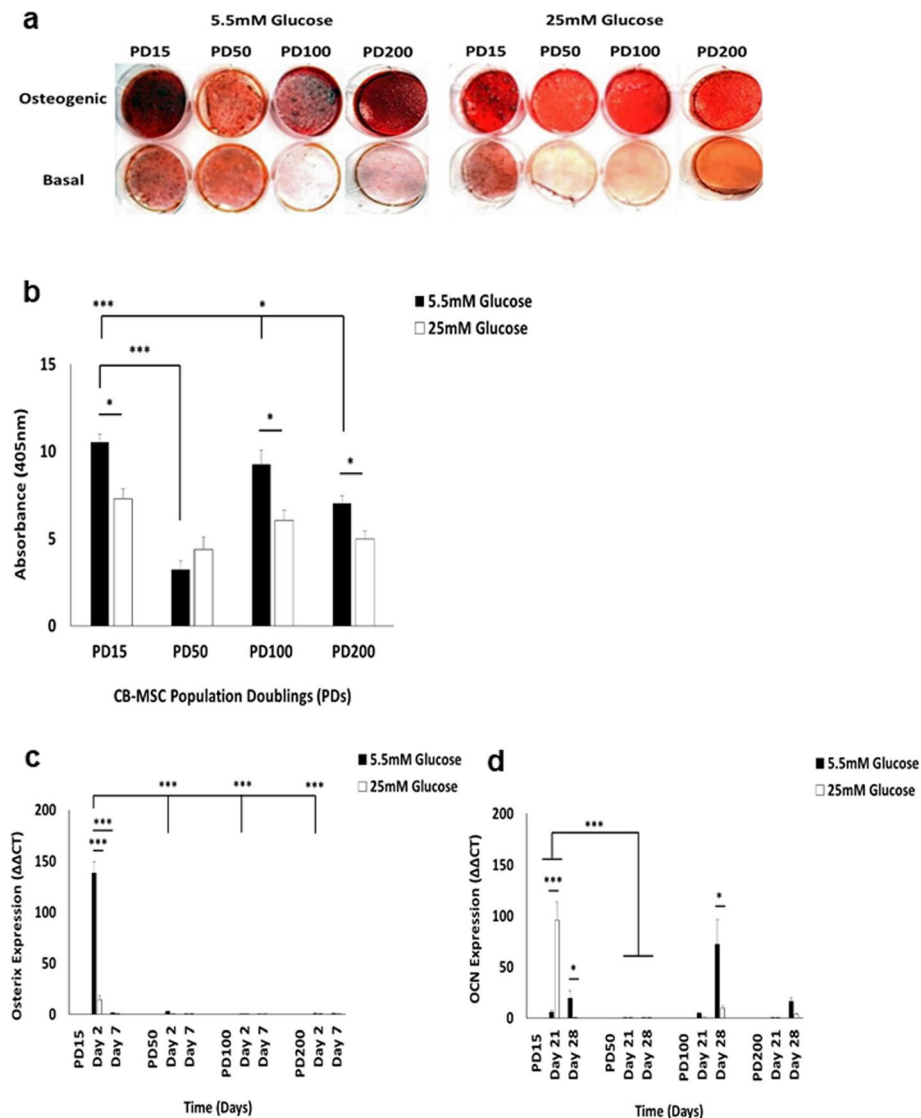 a
5.5mM Glucose
25mM Glucose
PD15 PD50 PD100 PD200
PD15 PD50 PD100 PD200
Osteogenic
Basal
b
5.5mM Glucose
25mM Glucose
*** *
***
* * *
Absorbance (405nm)
15
10
5
0
PD15 PD50 PD100 PD200
CB-MSC Population Doublings (PDs)
c
5.5mM Glucose
25mM Glucose
*** *** ***
***
***
Osterix Expression (ΔΔCT)
200
150
100
50
0
PD15 Day 2 Day 7 PD50 Day 2 Day 7 PD100 Day 2 Day 7 PD200 Day 2 Day 7
Time (Days)
d
5.5mM Glucose
25mM Glucose
***
*** *
*
OCN Expression (ΔΔCT)
200
150
100
50
0
PD15 Day 21 Day 28 PD50 Day 21 Day 28 PD100 Day 21 Day 28 PD200 Day 21 Day 28
Time (Days)